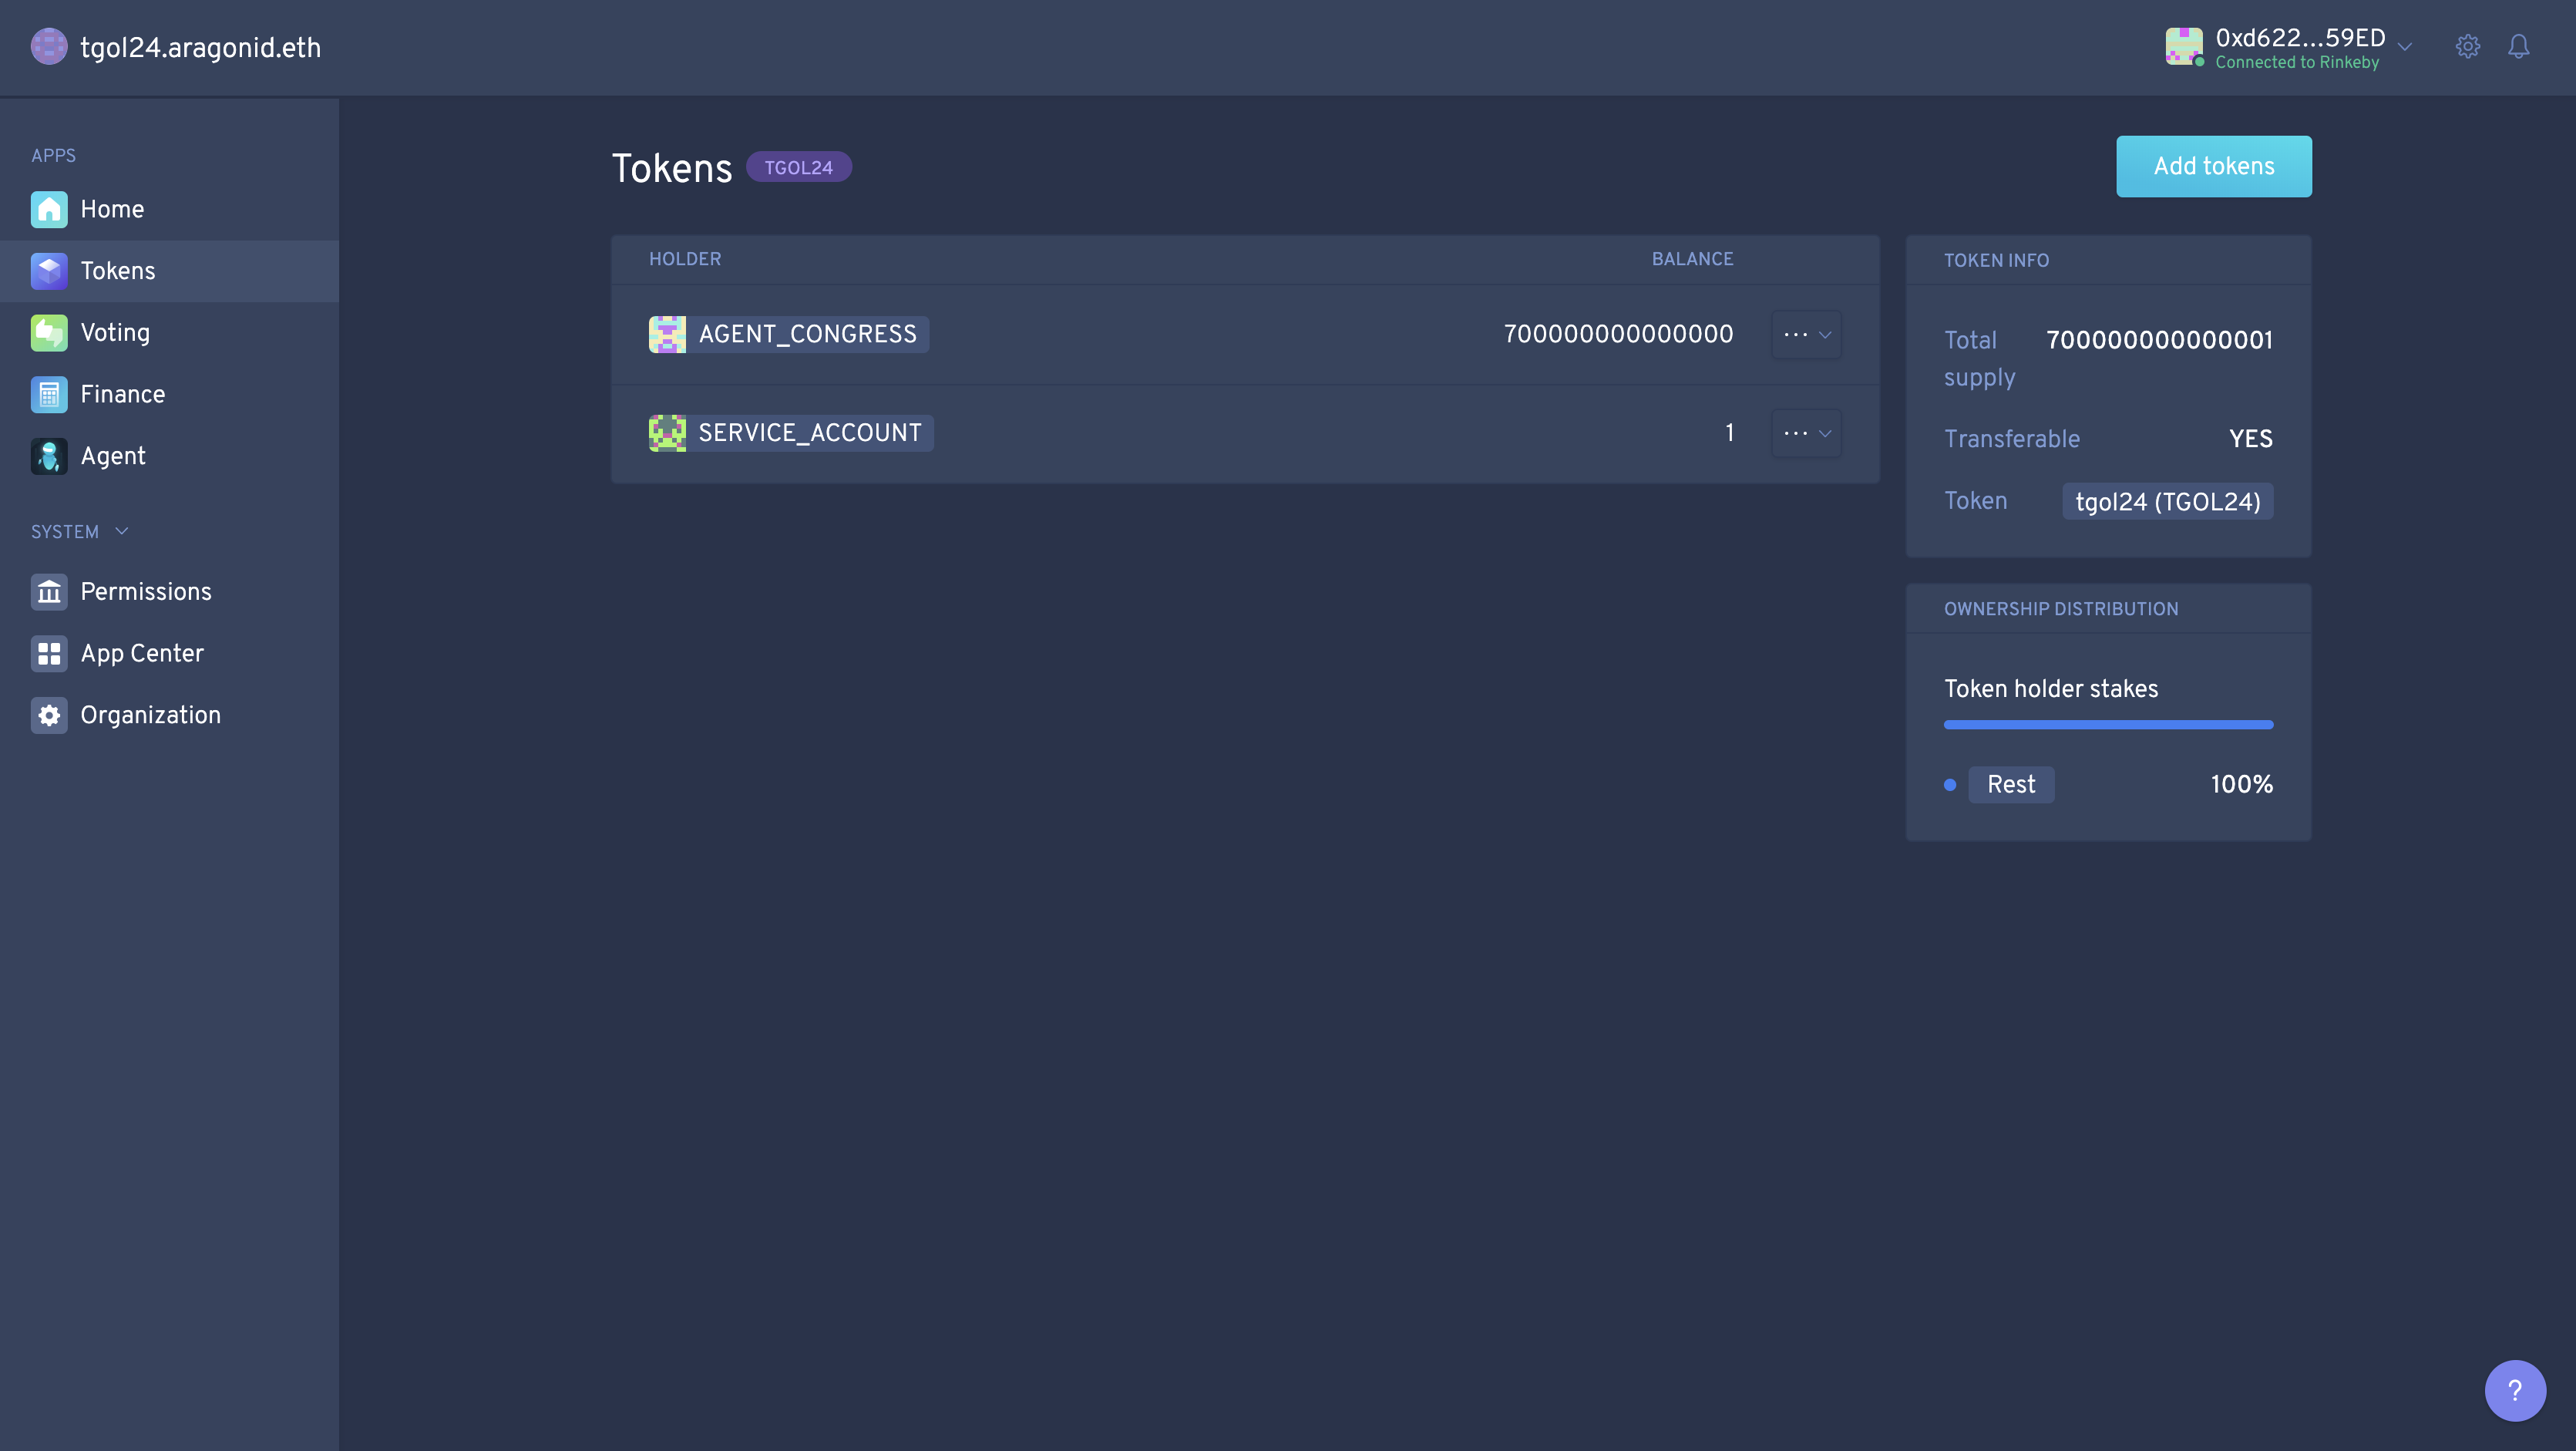 tgol24.aragonid.eth
0xd622...59ED
Connected to Rinkeby
APPS
Home
Tokens
Voting
Finance
Agent
SYSTEM
Permissions
App Center
Organization
Tokens TGOL24
Add tokens
HOLDER BALANCE
AGENT_CONGRESS 700000000000000
SERVICE_ACCOUNT 1
TOKEN INFO
Total supply 700000000000001
Transferable YES
Token tgol24 (TGOL24)
OWNERSHIP DISTRIBUTION
Token holder stakes
Rest 100%
?